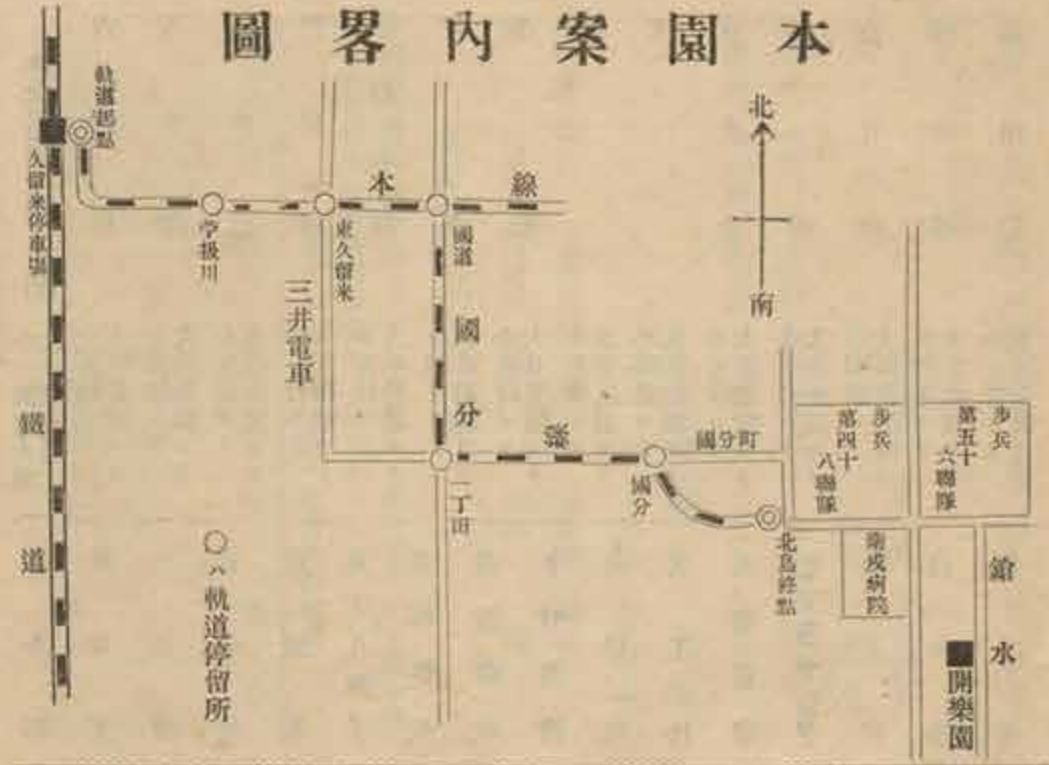 本園案內畧圖
北
南
軌道起點
久留米停車場
鐵道
本線
東久留米
國道
三井電車
國分線
二丁田
國分
國分町
北島終點
步兵
第四十
八聯隊
步兵
第五十
六聯隊
衛戍病院
鎗水
開樂園
○ハ軌道停留所